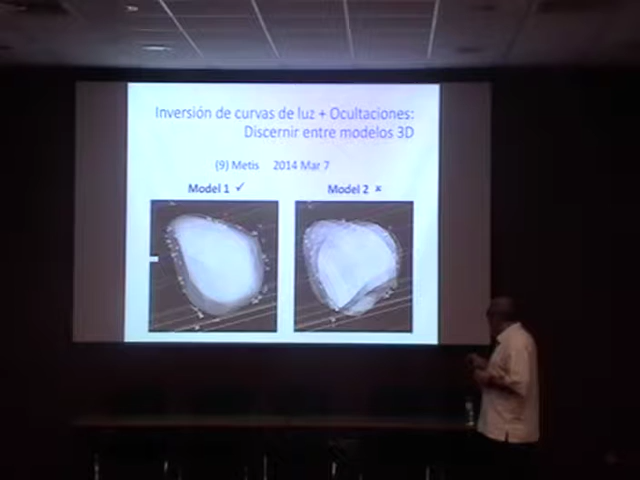 Inversión de curvas de luz + Ocultaciones:
Discernir entre modelos 3D
(9) Metis 2014 Mar 7
Model 1 ✓ Model 2 ×